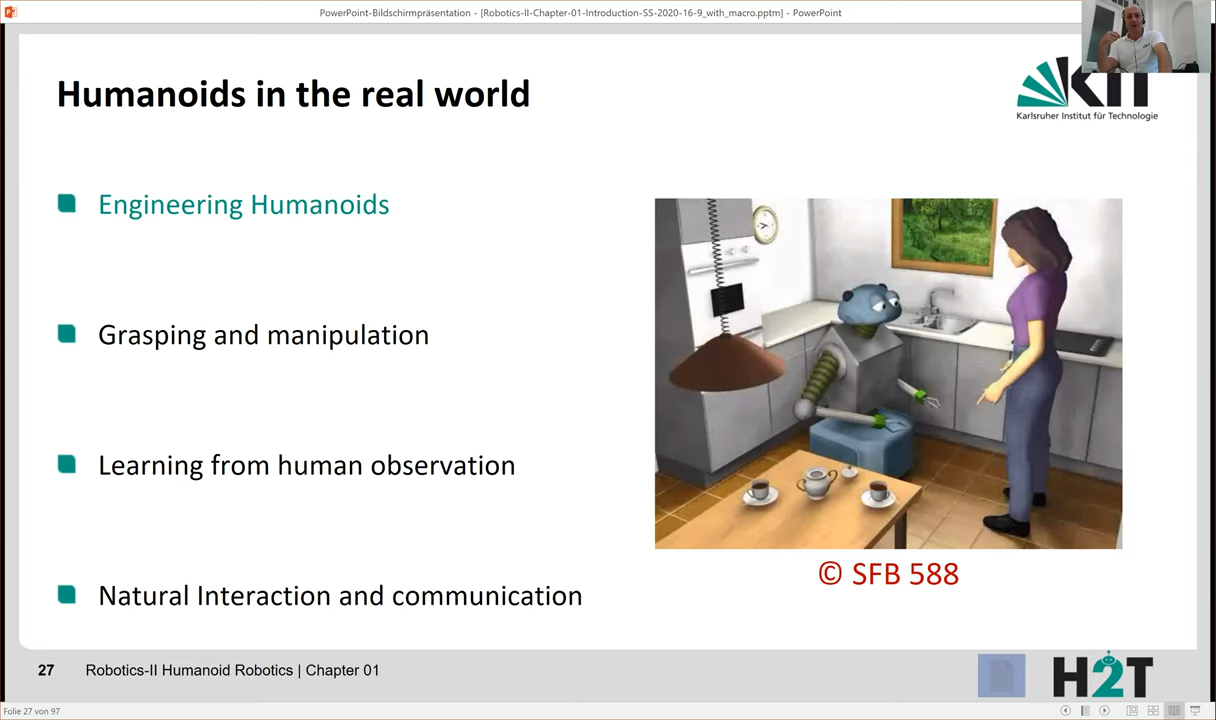 PowerPoint-Bildschirmpräsentation - [Robotics-II-Chapter-01-Introduction-SS-2020-16-9_with_macro.pptm] - PowerPoint
Humanoids in the real world
KIT
Karlsruher Institut für Technologie
Engineering Humanoids
Grasping and manipulation
Learning from human observation
Natural Interaction and communication
© SFB 588
27 Robotics-II Humanoid Robotics | Chapter 01
H2T
Folie 27 von 97